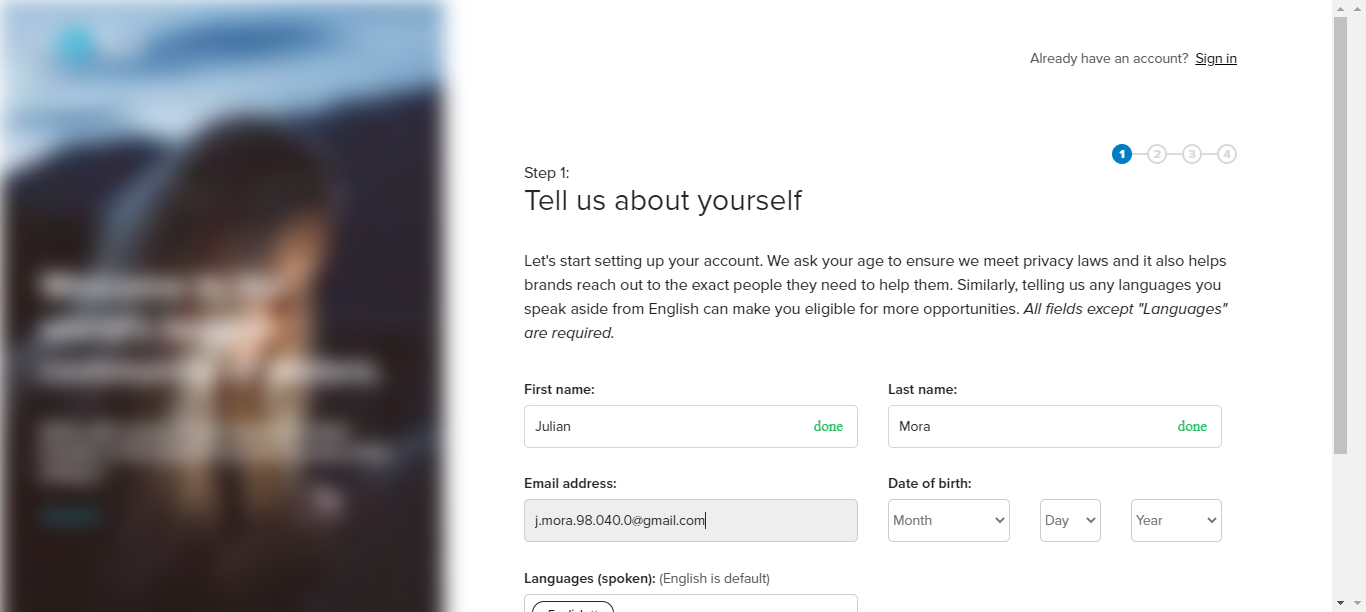 Already have an account? Sign in
1 2 3 4
Step 1:
Tell us about yourself
Let's start setting up your account. We ask your age to ensure we meet privacy laws and it also helps
brands reach out to the exact people they need to help them. Similarly, telling us any languages you
speak aside from English can make you eligible for more opportunities. All fields except "Languages"
are required.
First name:
Last name:
Julian done
Mora done
Email address:
Date of birth:
j.mora.98.040.0@gmail.com
Month Day Year
Languages (spoken): (English is default)